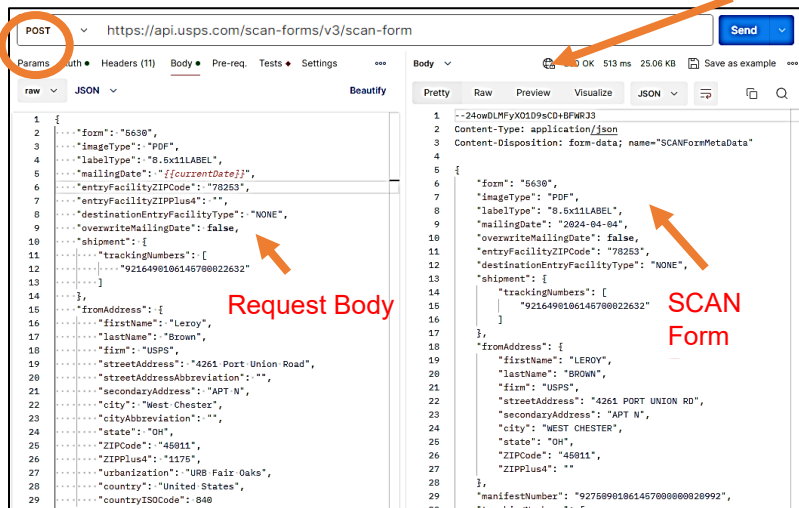 POST https://api.usps.com/scan-forms/v3/scan-form Send
Params Headers (11) Body Pre-req. Tests Settings
raw JSON Beautify
1 {
2 "form": "5630",
3 "imageType": "PDF",
4 "labelType": "8.5x11LABEL",
5 "mailingDate": "{{currentDate}}",
6 "entryFacilityZIPCode": "78253",
7 "entryFacilityZIPPlus4": "",
8 "destinationEntryFacilityType": "NONE",
9 "overwriteMailingDate": false,
10 "shipment": {
11 "trackingNumbers": [
12 "9216490106146700022632"
13 ]
14 },
15 "fromAddress": {
16 "firstName": "Leroy",
17 "lastName": "Brown",
18 "firm": "USPS",
19 "streetAddress": "4261 Port Union Road",
20 "streetAddressAbbreviation": "",
21 "secondaryAddress": "APT N",
22 "city": "West Chester",
23 "cityAbbreviation": "",
24 "state": "OH",
25 "ZIPCode": "45011",
26 "ZIPPlus4": "1175",
27 "urbanization": "URB Fair Oaks",
28 "country": "United States",
29 "countryISOCode": 840
Request Body
Body OK 513 ms 25.06 KB Save as example
Pretty Raw Preview Visualize JSON
1 --24owDLMFyXO1D9sCD+BFWRJ3
2 Content-Type: application/json
3 Content-Disposition: form-data; name="SCANFormMetaData"
4
5 {
6 "form": "5630",
7 "imageType": "PDF",
8 "labelType": "8.5x11LABEL",
9 "mailingDate": "2024-04-04",
10 "overwriteMailingDate": false,
11 "entryFacilityZIPCode": "78253",
12 "destinationEntryFacilityType": "NONE",
13 "shipment": {
14 "trackingNumbers": [
15 "9216490106146700022632"
16 ]
17 },
18 "fromAddress": {
19 "firstName": "LEROY",
20 "lastName": "BROWN",
21 "firm": "USPS",
22 "streetAddress": "4261 PORT UNION RD",
23 "secondaryAddress": "APT N",
24 "city": "WEST CHESTER",
25 "state": "OH",
26 "ZIPCode": "45011",
27 "ZIPPlus4": ""
28 },
29 "manifestNumber": "9275090106145700000020992",
SCAN
Form